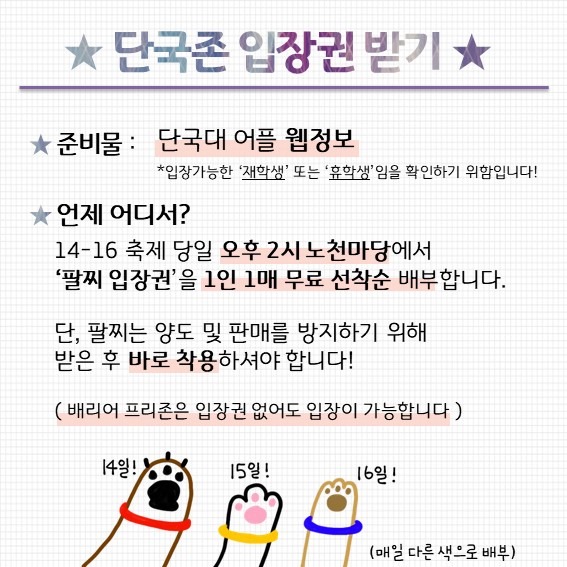 ★ 단국존 입장권 받기 ★
★ 준비물 : 단국대 어플 웹정보
*입장가능한 ‘재학생’ 또는 ‘휴학생’임을 확인하기 위함입니다!
★ 언제 어디서?
14-16 축제 당일 오후 2시 노천마당에서
‘팔찌 입장권’을 1인 1매 무료 선착순 배부합니다.
단, 팔찌는 양도 및 판매를 방지하기 위해
받은 후 바로 착용하셔야 합니다!
( 배리어 프리존은 입장권 없어도 입장이 가능합니다 )
14일! 15일! 16일!
(매일 다른 색으로 배부)